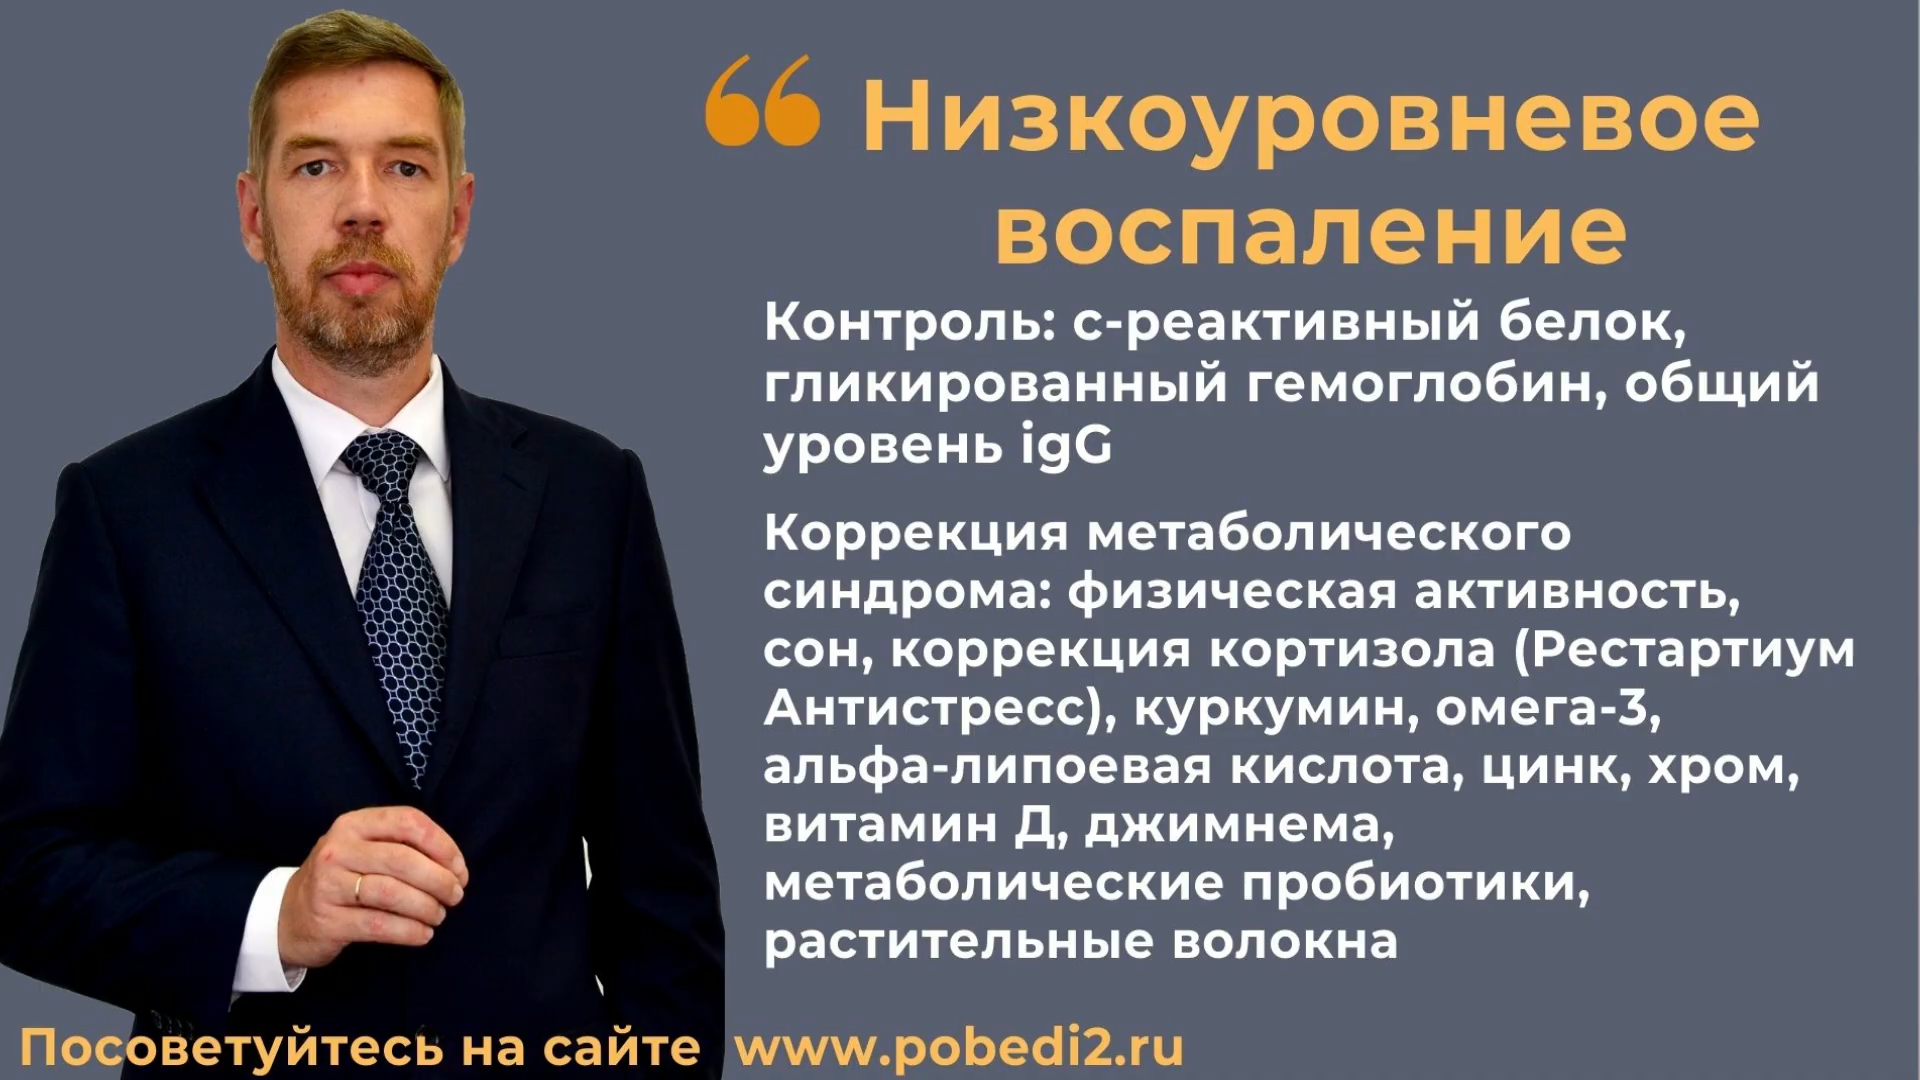 “ Низкоуровневое
воспаление
Контроль: с-реактивный белок,
гликированный гемоглобин, общий
уровень igG
Коррекция метаболического
синдрома: физическая активность,
сон, коррекция кортизола (Рестартиум
Антистресс), куркумин, омега-3,
альфа-липоевая кислота, цинк, хром,
витамин Д, джимнема,
метаболические пробиотики,
растительные волокна
Посоветуйтесь на сайте www.pobedi2.ru